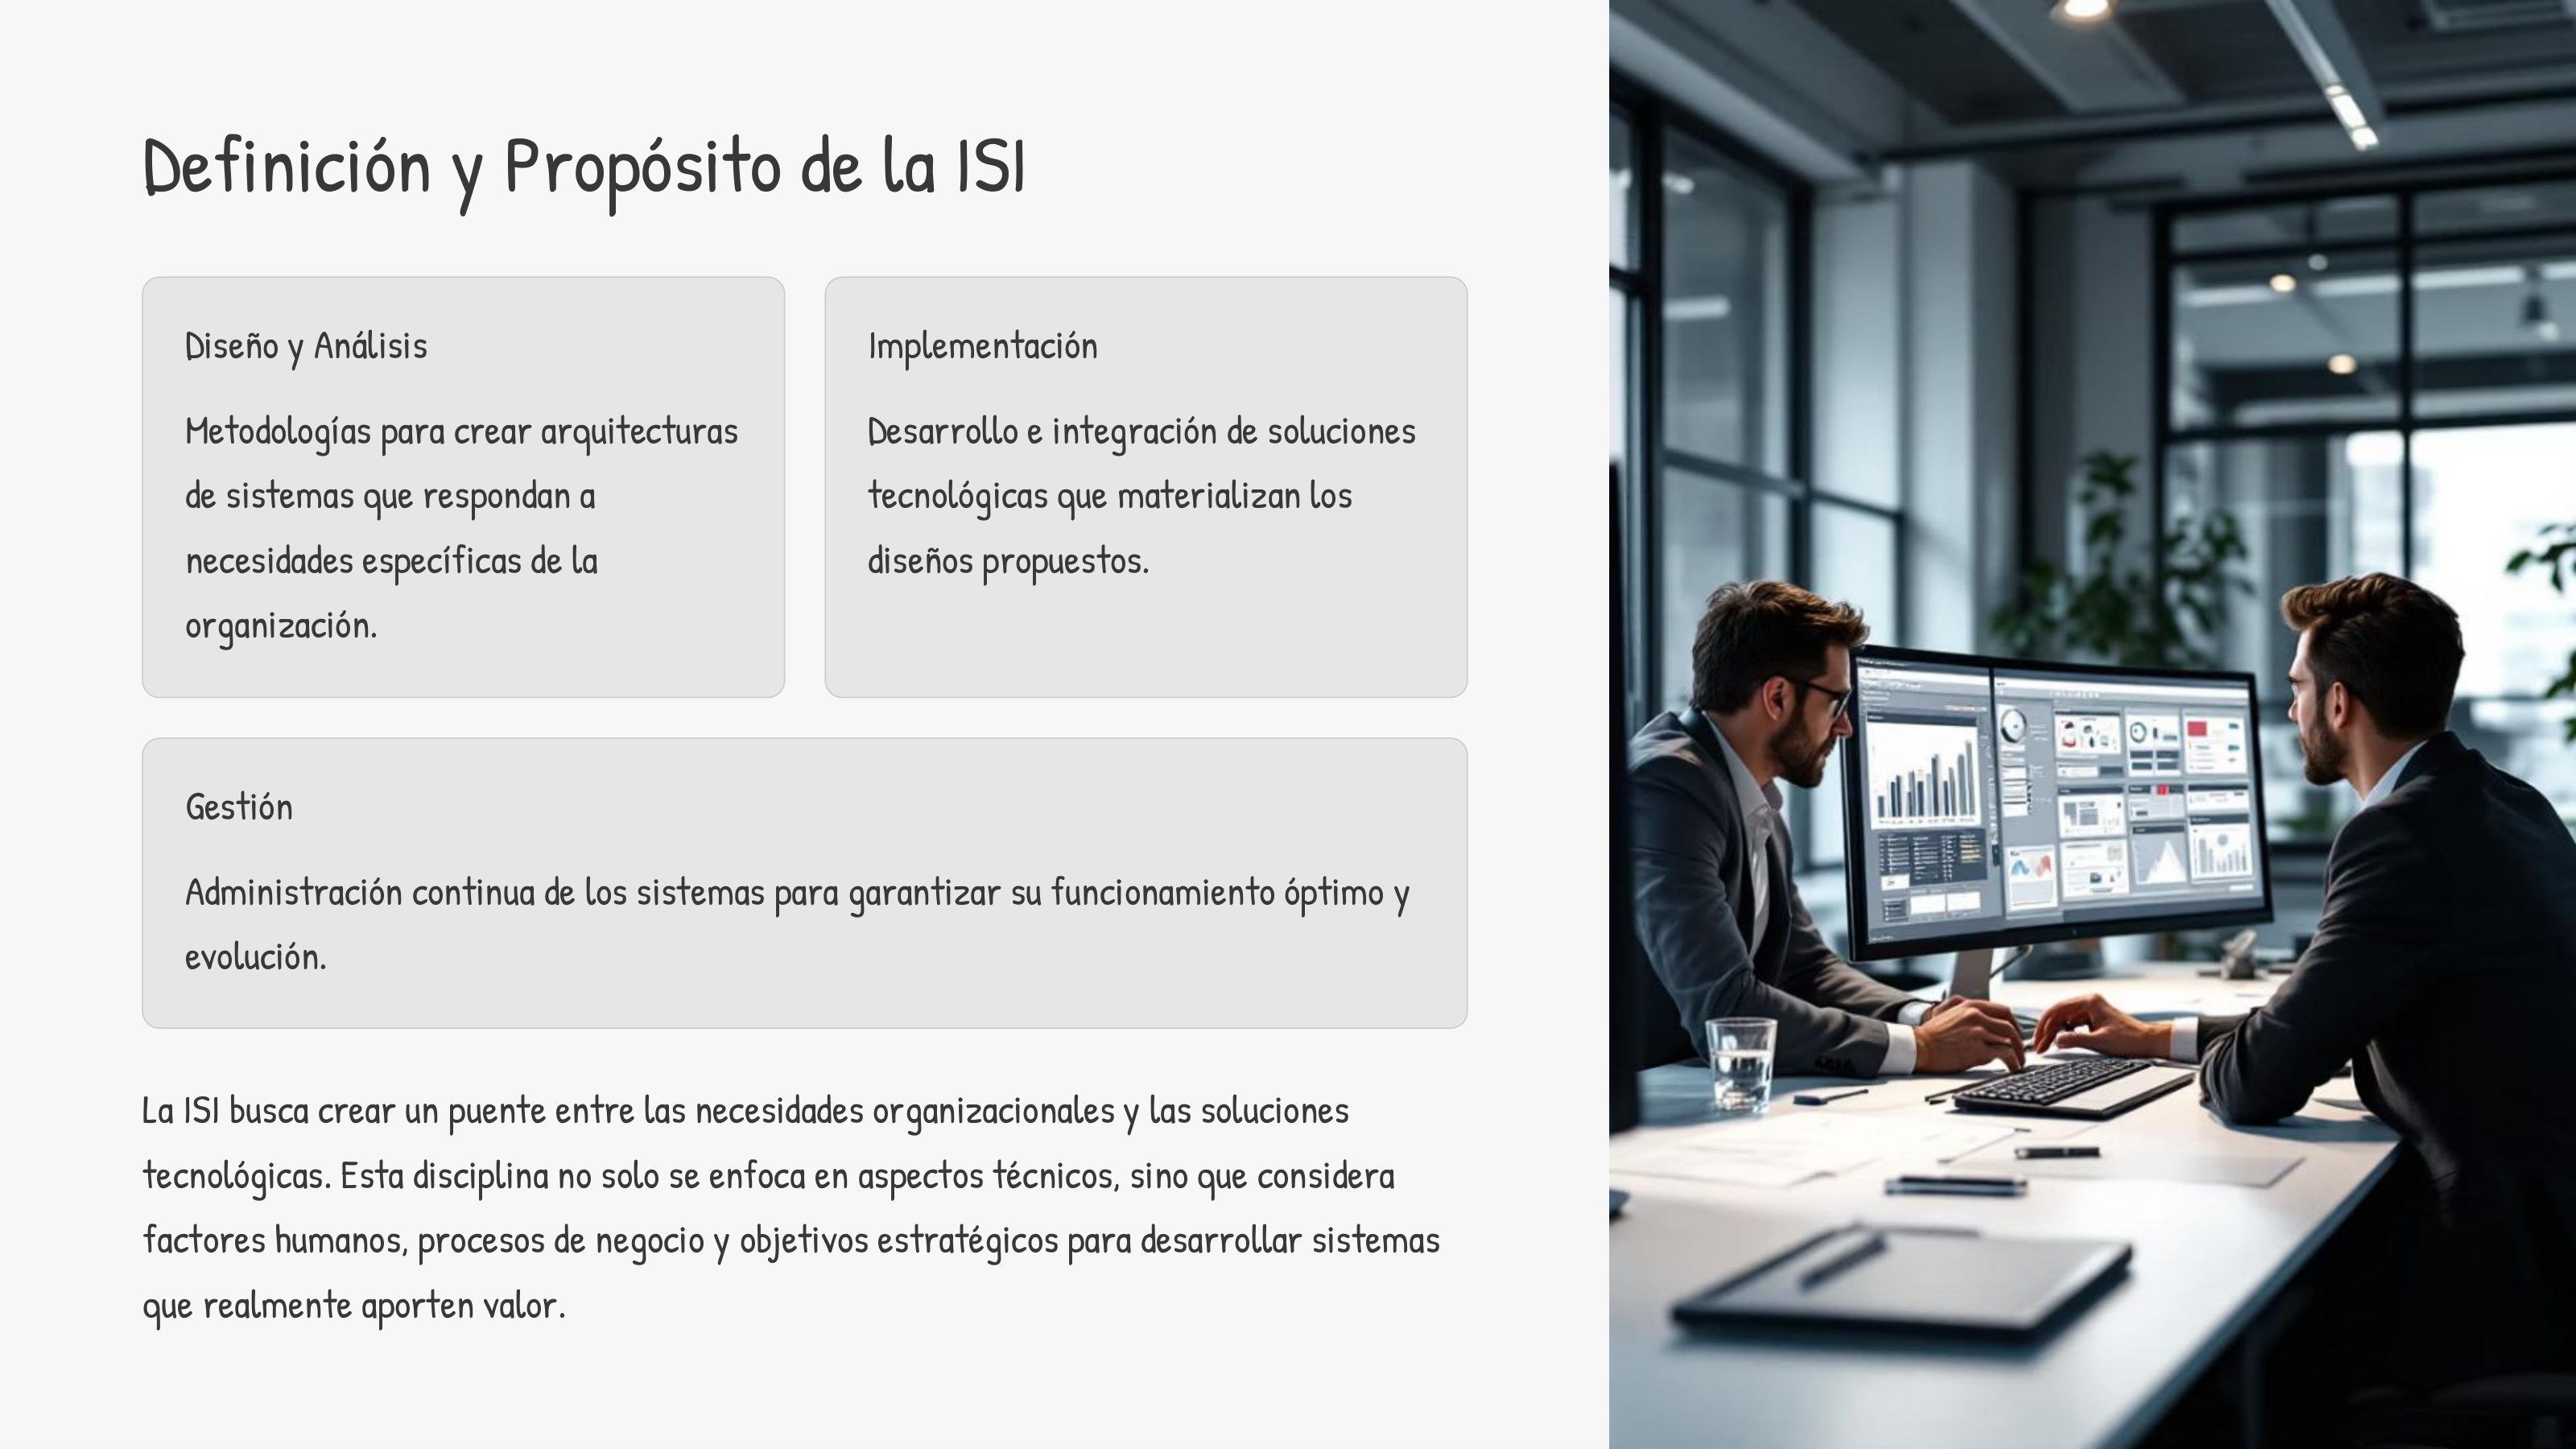 Definición y Propósito de la ISI
Diseño y Análisis
Metodologías para crear arquitecturas
de sistemas que respondan a
necesidades específicas de la
organización.
Implementación
Desarrollo e integración de soluciones
tecnológicas que materializan los
diseños propuestos.
Gestión
Administración continua de los sistemas para garantizar su funcionamiento óptimo y
evolución.
La ISI busca crear un puente entre las necesidades organizacionales y las soluciones
tecnológicas. Esta disciplina no solo se enfoca en aspectos técnicos, sino que considera
factores humanos, procesos de negocio y objetivos estratégicos para desarrollar sistemas
que realmente aporten valor.